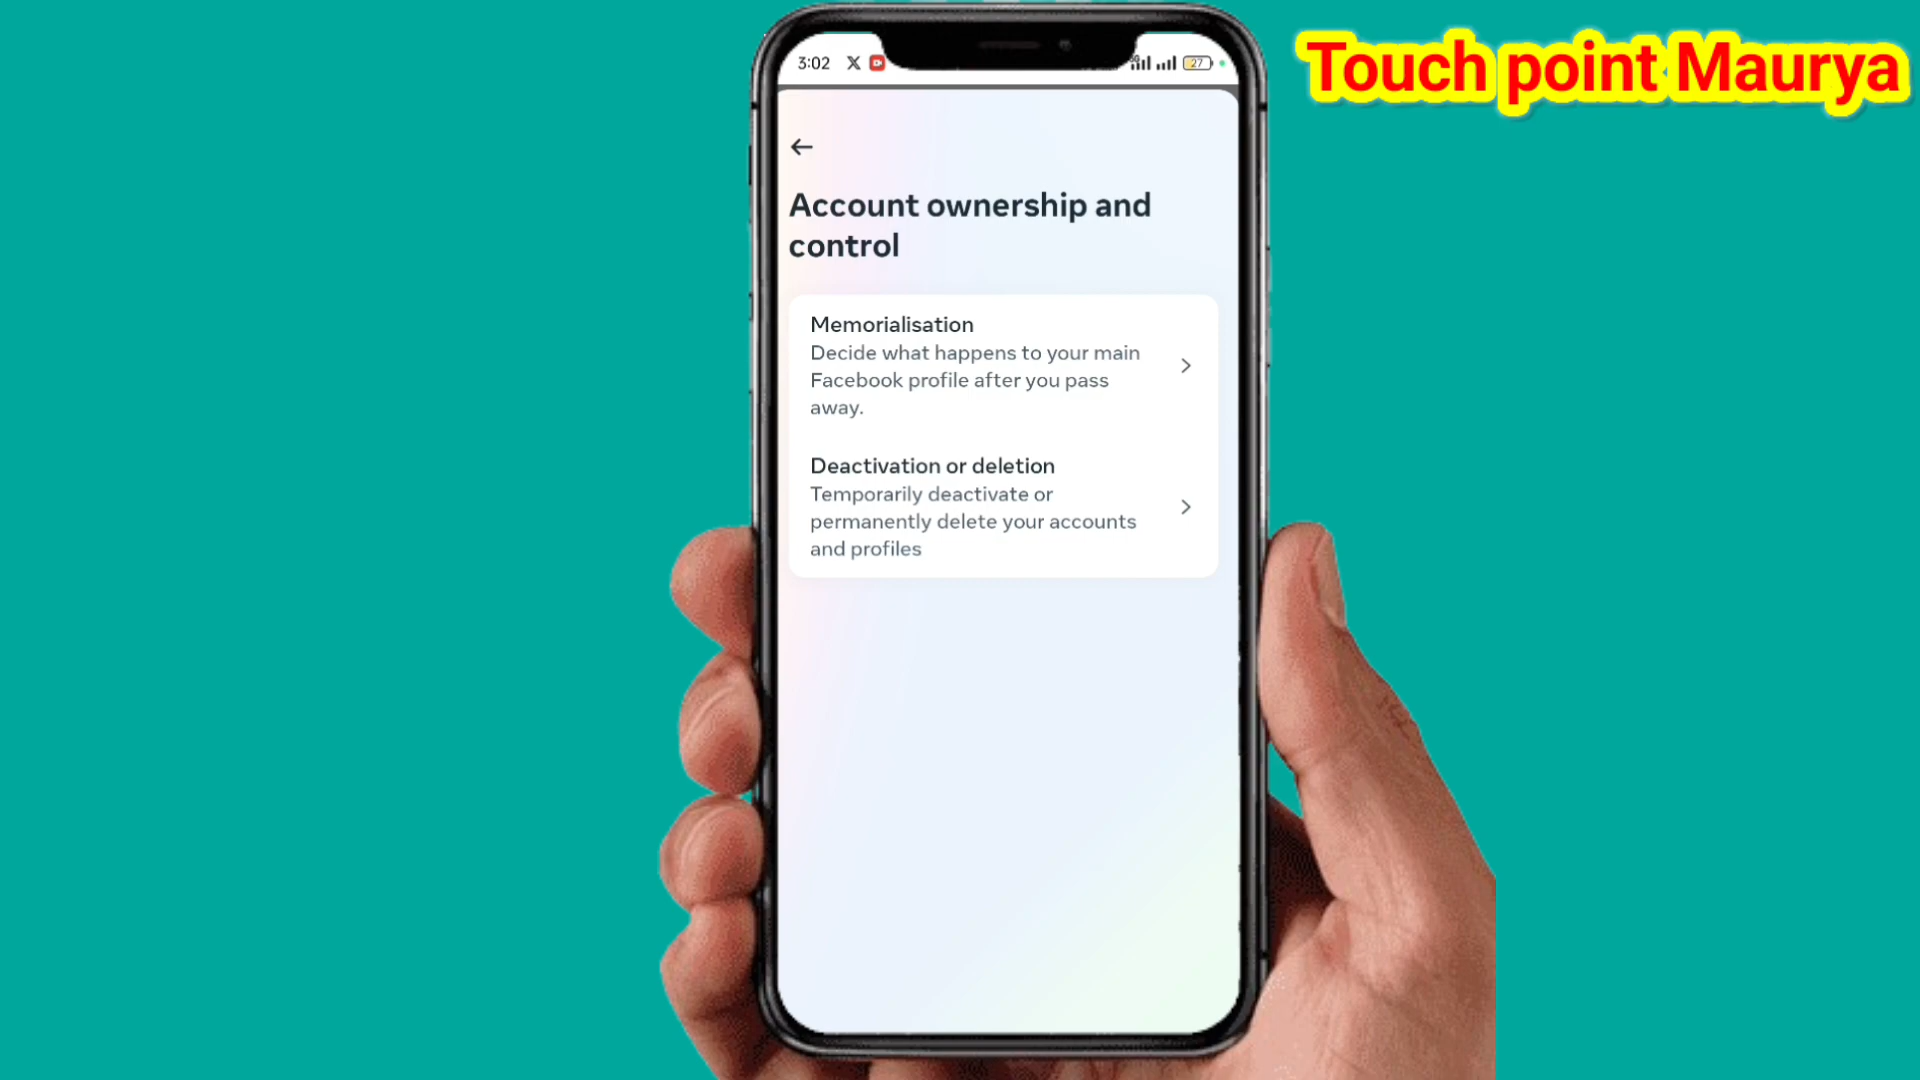 Touch point Maurya
3:02
27
Account ownership and
control
Memorialisation
Decide what happens to your main
Facebook profile after you pass
away.
Deactivation or deletion
Temporarily deactivate or
permanently delete your accounts
and profiles